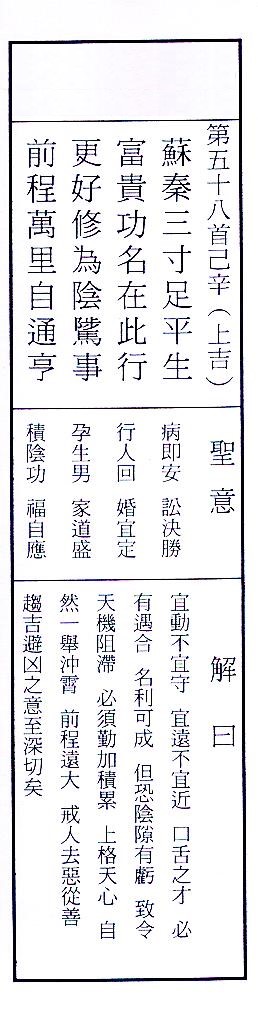 第五十八首己辛（上吉）
蘇秦三寸足平生
富貴功名在此行
更好修為陰騭事
前程萬里自通亨
聖意
病即安 訟決勝
行人回 婚宜定
孕生男 家道盛
積陰功 福自應
解曰
宜動不宜守 宜遠不宜近 口舌之才 必
有遇合 名利可成 但恐陰隲有虧 致令
天機阻滯 必須勤加積累 上格天心 自
然一舉沖霄 前程遠大 戒人去惡從善
趨吉避凶之意至深切矣